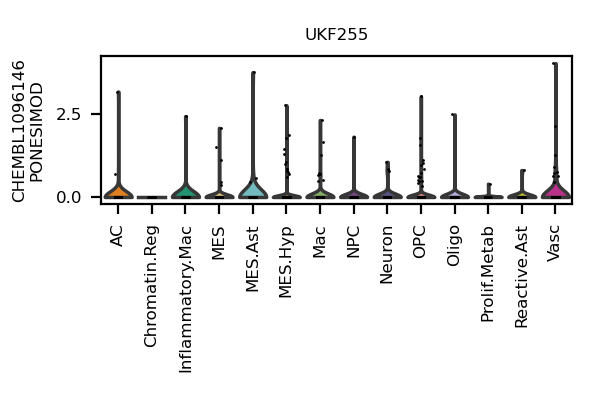 UKF255
CHEMBL1096146
PONESIMOD
2.5
0.0
AC
Chromatin.Reg
Inflammatory.Mac
MES
MES.Ast
MES.Hyp
Mac
NPC
Neuron
OPC
Oligo
Prolif.Metab
Reactive.Ast
Vasc